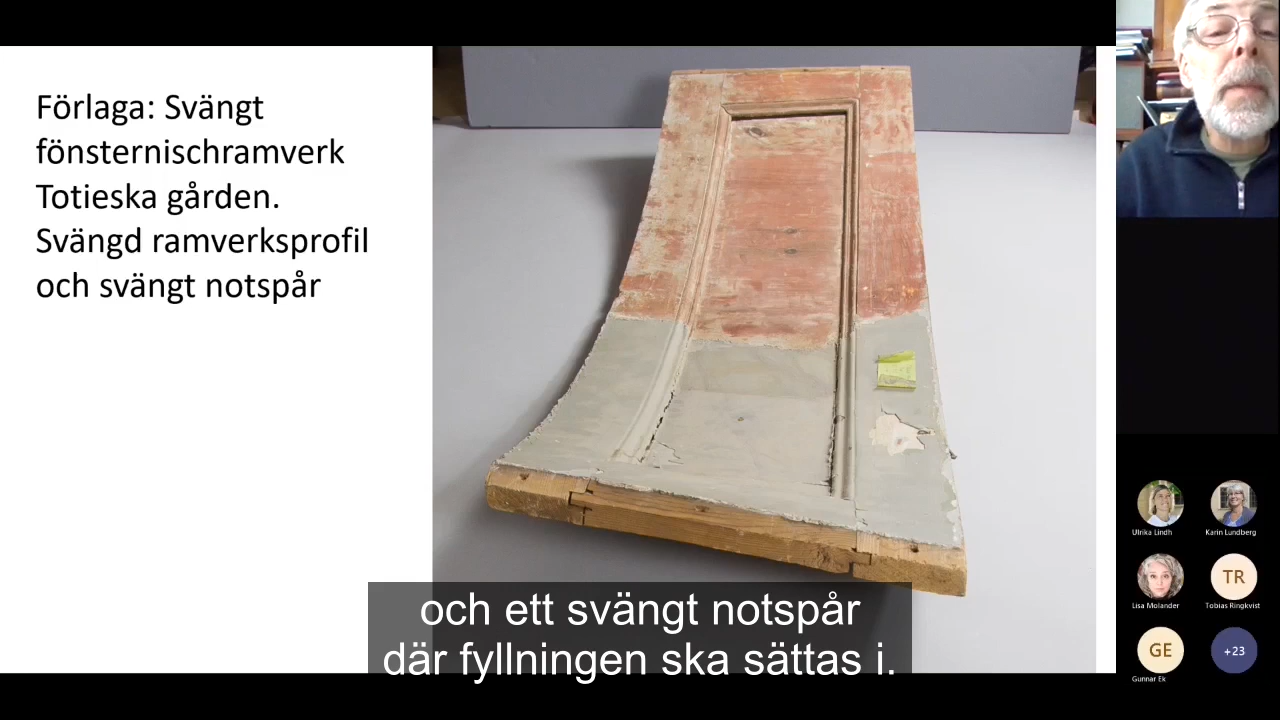 Förlaga: Svängt
fönsternischramverk
Totieska gården.
Svängd ramverksprofil
och svängt notspår
och ett svängt notspår
där fyllningen ska sättas i.
Ulrika Lindh
Karin Lundberg
Lisa Molander
TR
Tobias Ringkvist
GE
Gunnar Ek
+23